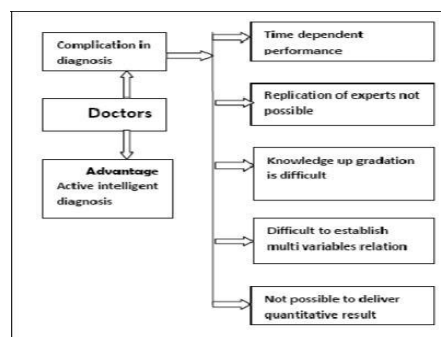 Complication in
diagnosis
Doctors
Advantage
Active intelligent
diagnosis
Time dependent
performance
Replication of experts not
possible
Knowledge up gradation
is difficult
Difficult to establish
multi variables relation
Not possible to deliver
quantitative result